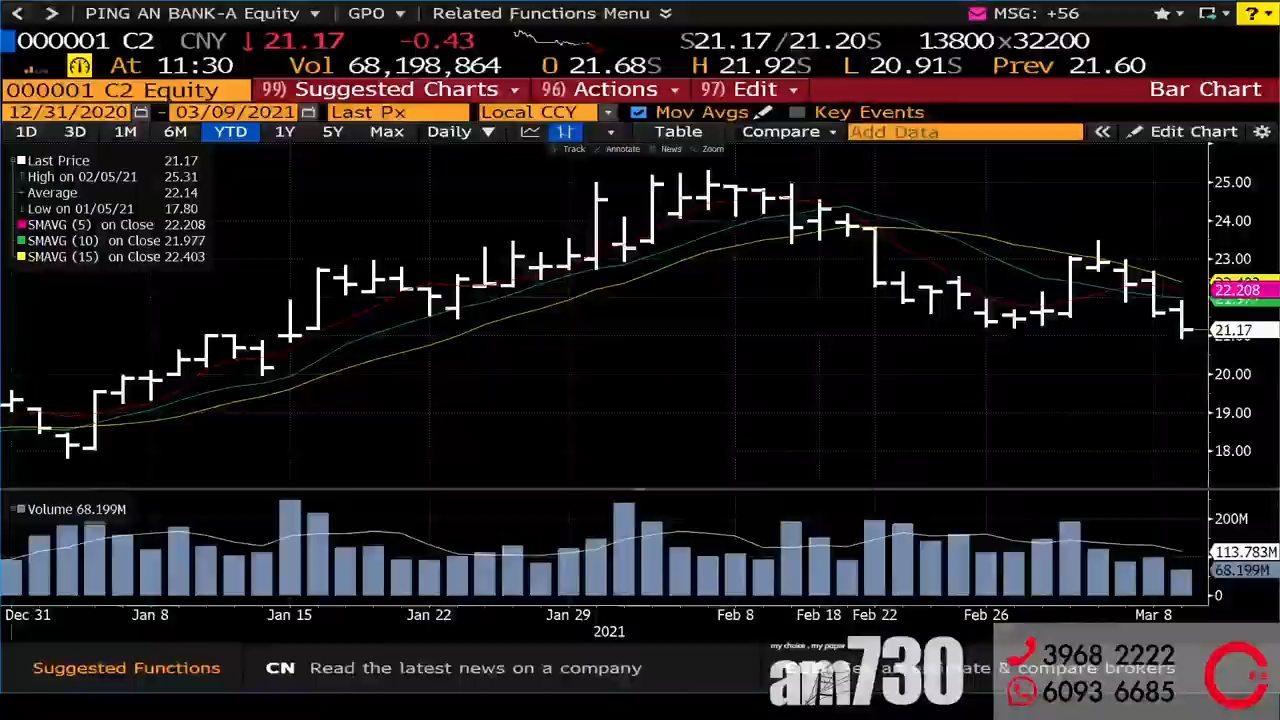 PING AN BANK-A Equity GPO Related Functions Menu MSG: +56 ?
000001 C2 CNY 21.17 -0.43 S21.17/21.20S 13800x32200
At 11:30 Vol 68,198,864 O 21.68S H 21.92S L 20.91S Prev 21.60
000001 C2 Equity 99) Suggested Charts 96) Actions 97) Edit Bar Chart
12/31/2020 - 03/09/2021 Last Px Local CCY Mov Avgs Key Events
1D 3D 1M 6M YTD 1Y 5Y Max Daily Table Compare Add Data Edit Chart
Track Annotate News Zoom
Last Price 21.17
High on 02/05/21 25.31
Average 22.14
Low on 01/05/21 17.80
SMAVG (5) on Close 22.208
SMAVG (10) on Close 21.977
SMAVG (15) on Close 22.403
25.00
24.00
23.00
22.208
21.17
20.00
19.00
18.00
Volume 68.199M
200M
113.783M
68.199M
0
Dec 31 Jan 8 Jan 15 Jan 22 Jan 29 Feb 8 Feb 18 Feb 22 Feb 26 Mar 8
2021
Suggested Functions CN Read the latest news on a company
my choice, my paper
am730
& compare brokers
3968 2222
6093 6685